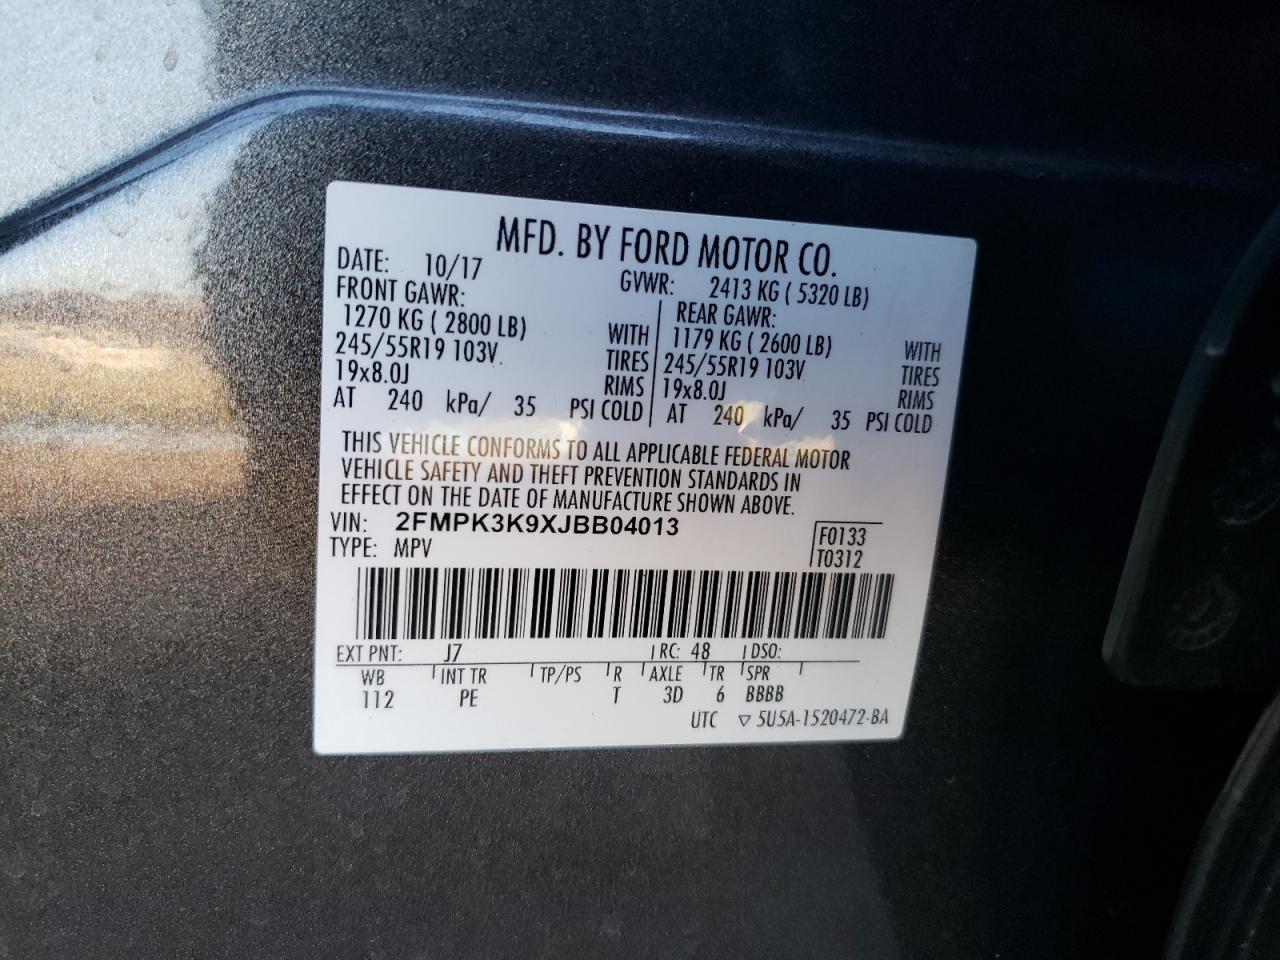 MFD. BY FORD MOTOR CO.
DATE: 10/17 GVWR: 2413 KG ( 5320 LB)
FRONT GAWR: REAR GAWR:
1270 KG ( 2800 LB) WITH 1179 KG ( 2600 LB) WITH
245/55R19 103V TIRES 245/55R19 103V TIRES
19x8.0J RIMS 19x8.0J RIMS
AT 240 kPa/ 35 PSI COLD AT 240 kPa/ 35 PSI COLD
THIS VEHICLE CONFORMS TO ALL APPLICABLE FEDERAL MOTOR
VEHICLE SAFETY AND THEFT PREVENTION STANDARDS IN
EFFECT ON THE DATE OF MANUFACTURE SHOWN ABOVE.
VIN: 2FMPK3K9XJBB04013 F0133
TYPE: MPV T0312
EXT PNT: J7 RC: 48 DSO:
WB INT TR TP/PS R AXLE TR SPR
112 PE T 3D 6 BBBB
UTC ▽ 5U5A-1520472-BA